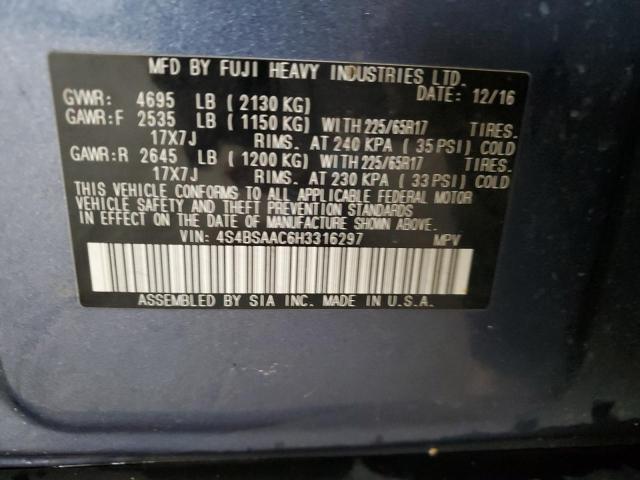 MFD BY FUJI HEAVY INDUSTRIES LTD.
DATE: 12/16
GVWR: 4695 LB (2130 KG)
GAWR:F 2535 LB (1150 KG) WITH 225/65R17 TIRES.
17X7J RIMS. AT 240 KPA (35 PSI) COLD
GAWR:R 2645 LB (1200 KG) WITH 225/65R17 TIRES.
17X7J RIMS. AT 230 KPA (33 PSI) COLD
THIS VEHICLE CONFORMS TO ALL APPLICABLE FEDERAL MOTOR
VEHICLE SAFETY AND THEFT PREVENTION STANDARDS IN
EFFECT ON THE DATE OF MANUFACTURE SHOWN ABOVE.
VIN: 4S4BSAAC6H3316297 MPV
ASSEMBLED BY SIA INC. MADE IN U.S.A.